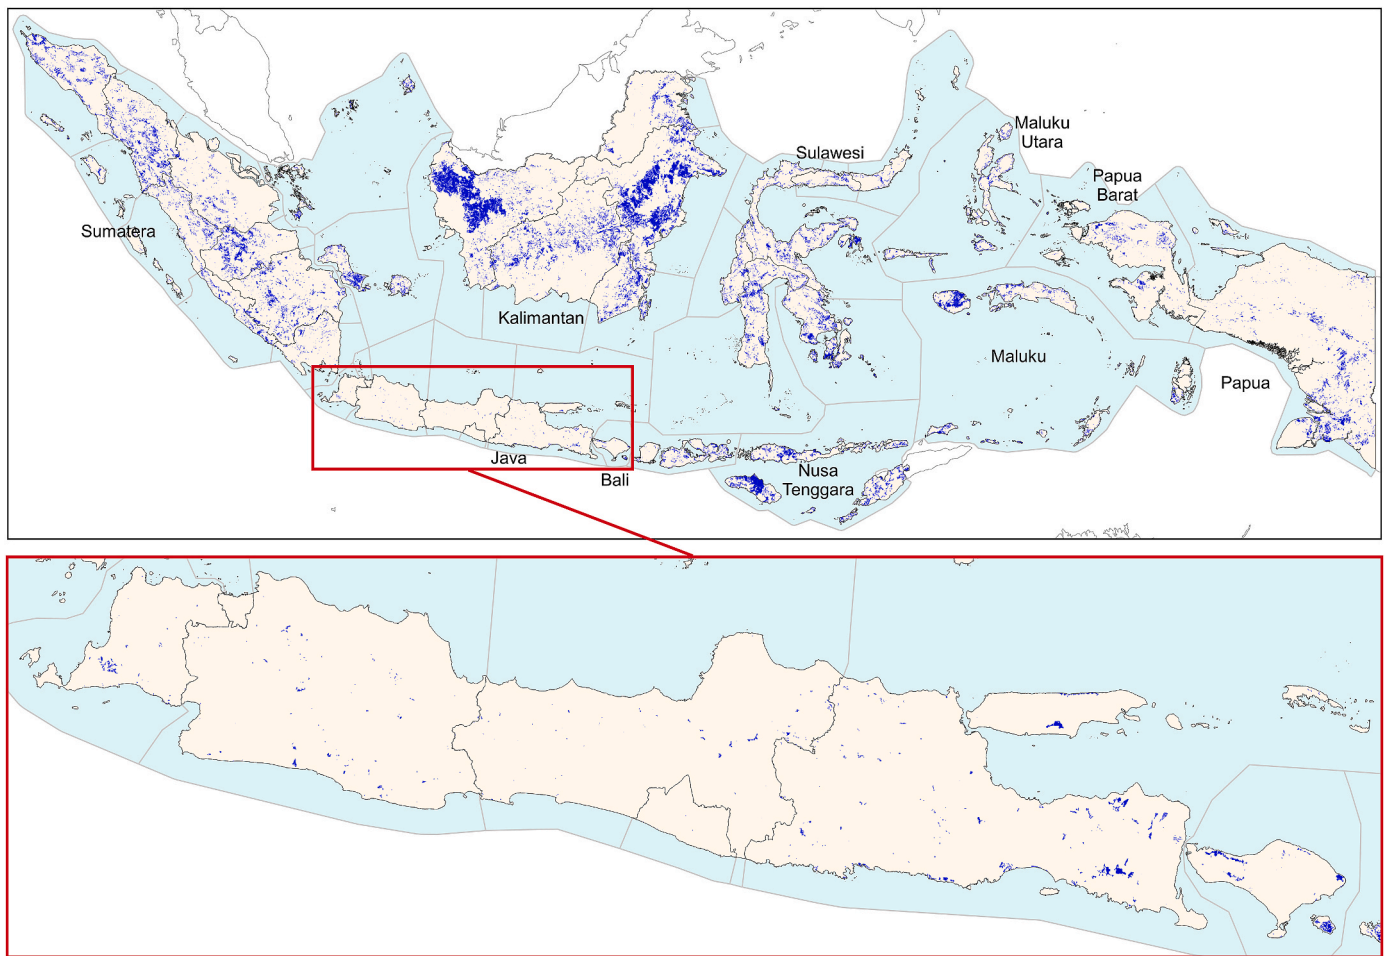 Maluku
Utara
Sulawesi
Papua
Barat
Sumatera
Kalimantan
Maluku
Papua
Java
Bali
Nusa
Tenggara